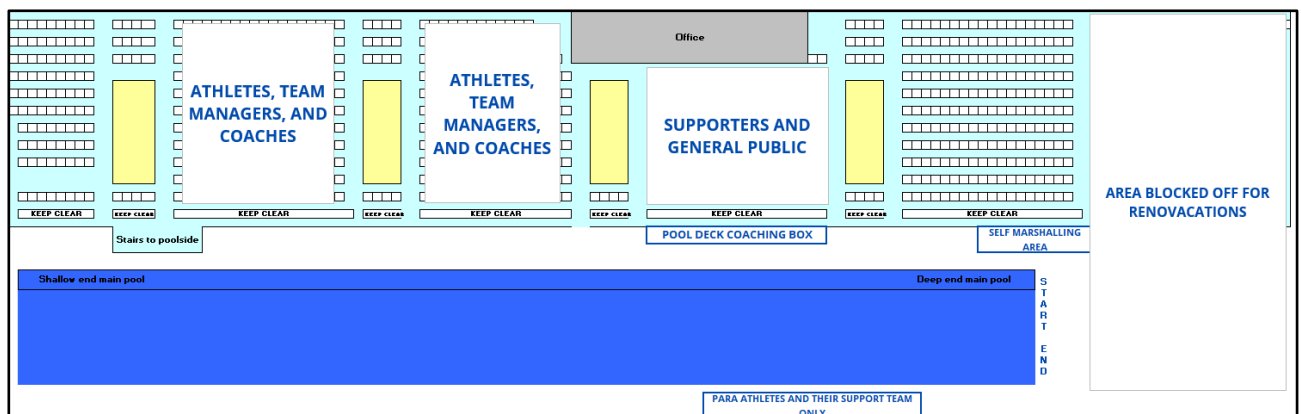 Office
ATHLETES, TEAM
MANAGERS, AND
COACHES
ATHLETES,
TEAM
MANAGERS,
AND COACHES
SUPPORTERS AND
GENERAL PUBLIC
AREA BLOCKED OFF FOR
RENOVACATIONS
KEEP CLEAR
KEEP CLEAR
KEEP CLEAR
KEEP CLEAR
KEEP CLEAR
KEEP CLEAR
KEEP CLEAR
KEEP CLEAR
KEEP CLEAR
Stairs to poolside
POOL DECK COACHING BOX
SELF MARSHALLING
AREA
Shallow end main pool
Deep end main pool
START END
PARA ATHLETES AND THEIR SUPPORT TEAM
ONLY